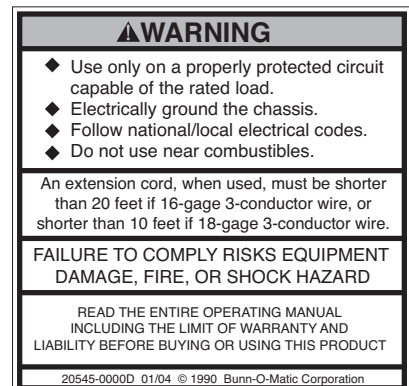 ⚠WARNING
◆ Use only on a properly protected circuit
capable of the rated load.
◆ Electrically ground the chassis.
◆ Follow national/local electrical codes.
◆ Do not use near combustibles.
An extension cord, when used, must be shorter
than 20 feet if 16-gage 3-conductor wire, or
shorter than 10 feet if 18-gage 3-conductor wire.
FAILURE TO COMPLY RISKS EQUIPMENT
DAMAGE, FIRE, OR SHOCK HAZARD
READ THE ENTIRE OPERATING MANUAL
INCLUDING THE LIMIT OF WARRANTY AND
LIABILITY BEFORE BUYING OR USING THIS PRODUCT
20545-0000D 01/04 © 1990 Bunn-O-Matic Corporation